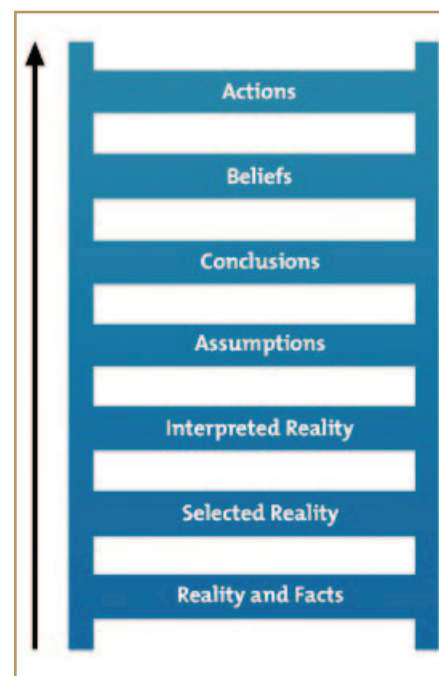 Actions
Beliefs
Conclusions
Assumptions
Interpreted Reality
Selected Reality
Reality and Facts